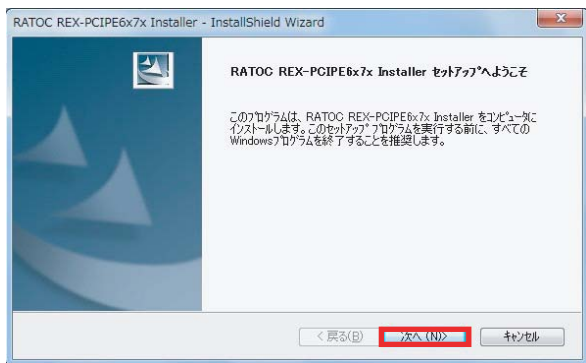 RATOC REX-PCIPE6x7x Installer - InstallShield Wizard
RATOC REX-PCIPE6x7x Installer ｾｯﾄｱｯﾌﾟへようこそ
このﾌﾟﾛｸﾞﾗﾑは、RATOC REX-PCIPE6x7x Installer をｺﾝﾋﾟｭｰﾀに
ｲﾝｽﾄｰﾙします。このｾｯﾄｱｯﾌﾟ ﾌﾟﾛｸﾞﾗﾑを実行する前に、すべての
Windowsﾌﾟﾛｸﾞﾗﾑを終了することを推奨します。
< 戻る(B)
次へ (N)>
ｷｬﾝｾﾙ